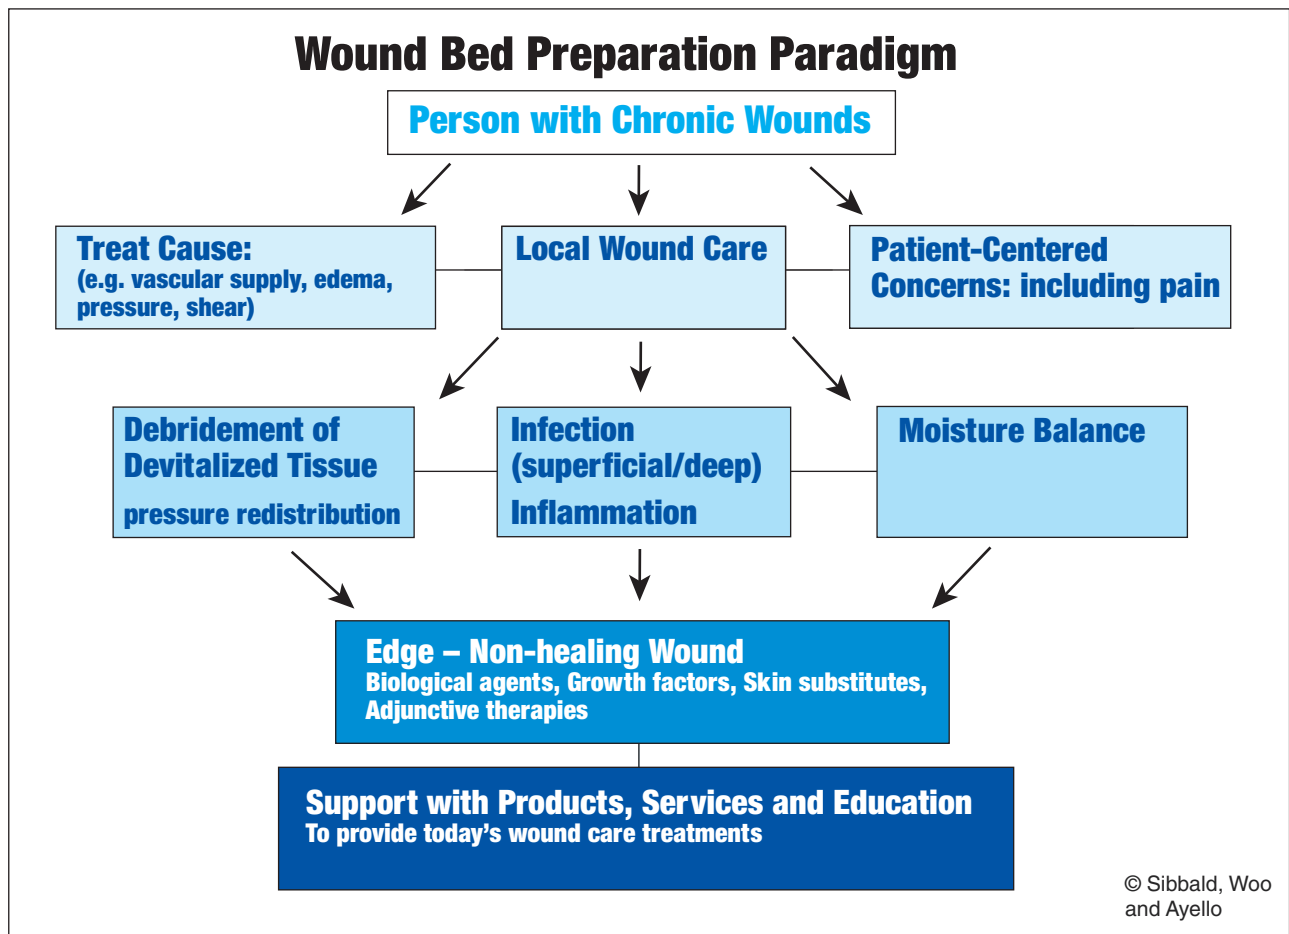 Wound Bed Preparation Paradigm
Person with Chronic Wounds
Treat Cause:
(e.g. vascular supply, edema,
pressure, shear)
Local Wound Care
Patient-Centered
Concerns: including pain
Debridement of
Devitalized Tissue
pressure redistribution
Infection
(superficial/deep)
Inflammation
Moisture Balance
Edge – Non-healing Wound
Biological agents, Growth factors, Skin substitutes,
Adjunctive therapies
Support with Products, Services and Education
To provide today's wound care treatments
© Sibbald, Woo
and Ayello